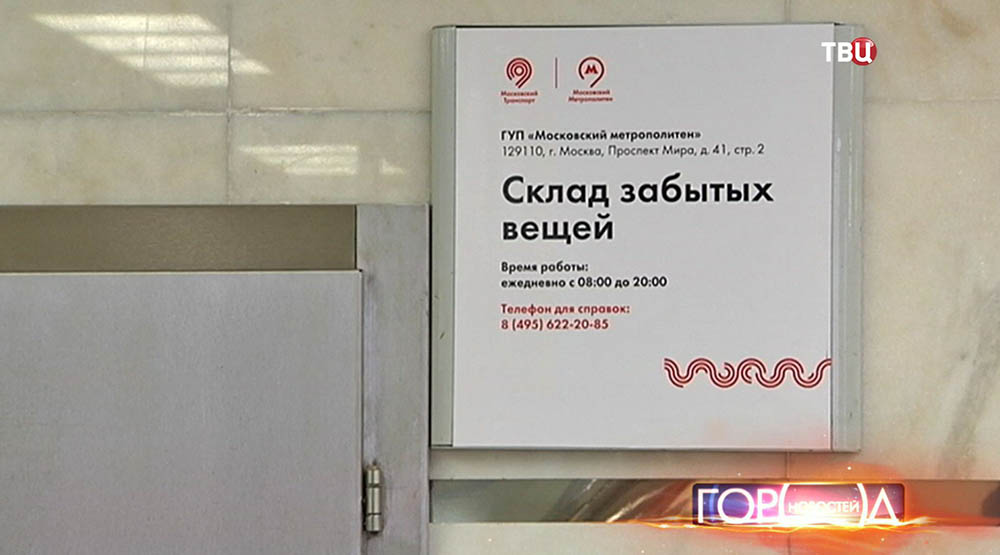 ТВЦ
Московский Транспорт
Московский Метрополитен
ГУП «Московский метрополитен»
129110, г. Москва, Проспект Мира, д. 41, стр. 2
Склад забытых
вещей
Время работы:
ежедневно с 08:00 до 20:00
Телефон для справок:
8 (495) 622-20-85
ГОРОД
НОВОСТЕЙ